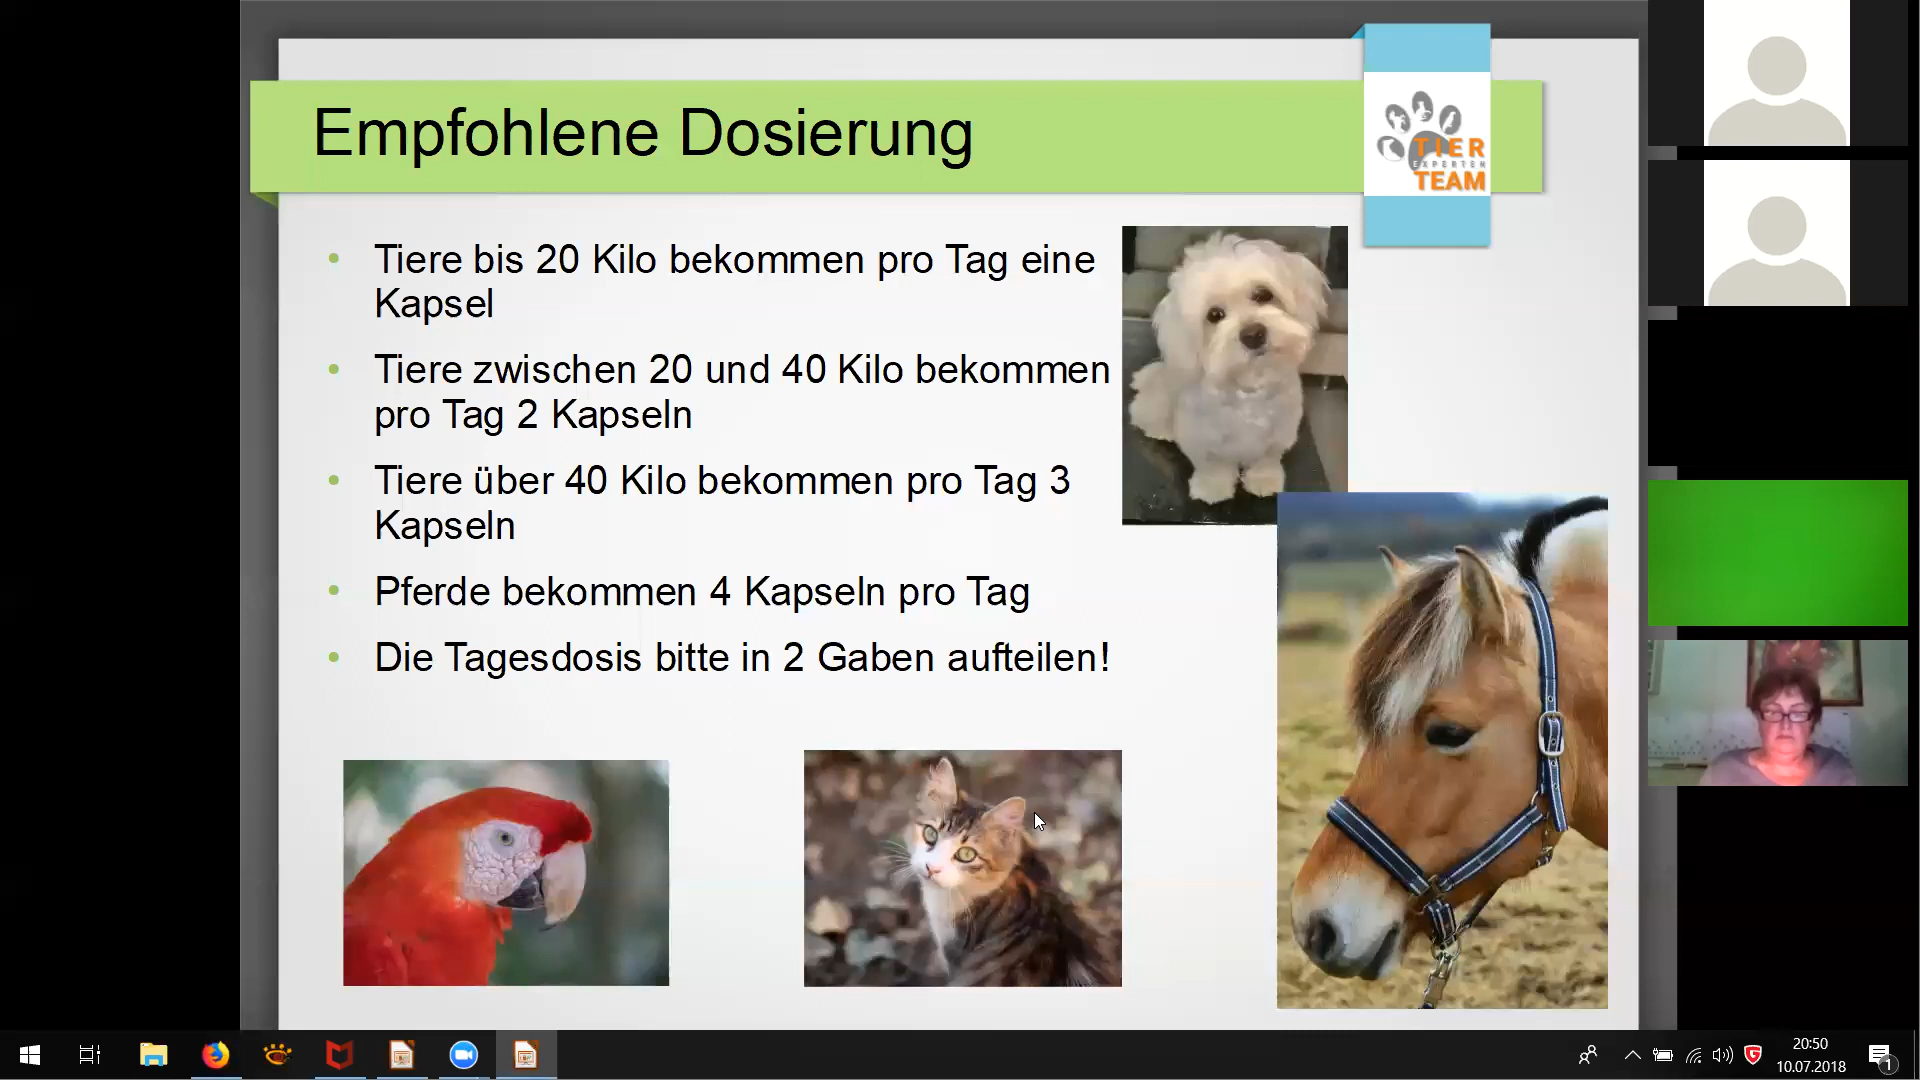 Empfohlene Dosierung
TIER
EXPERTEN
TEAM
• Tiere bis 20 Kilo bekommen pro Tag eine
Kapsel
• Tiere zwischen 20 und 40 Kilo bekommen
pro Tag 2 Kapseln
• Tiere über 40 Kilo bekommen pro Tag 3
Kapseln
• Pferde bekommen 4 Kapseln pro Tag
• Die Tagesdosis bitte in 2 Gaben aufteilen!
20:50
10.07.2018
1